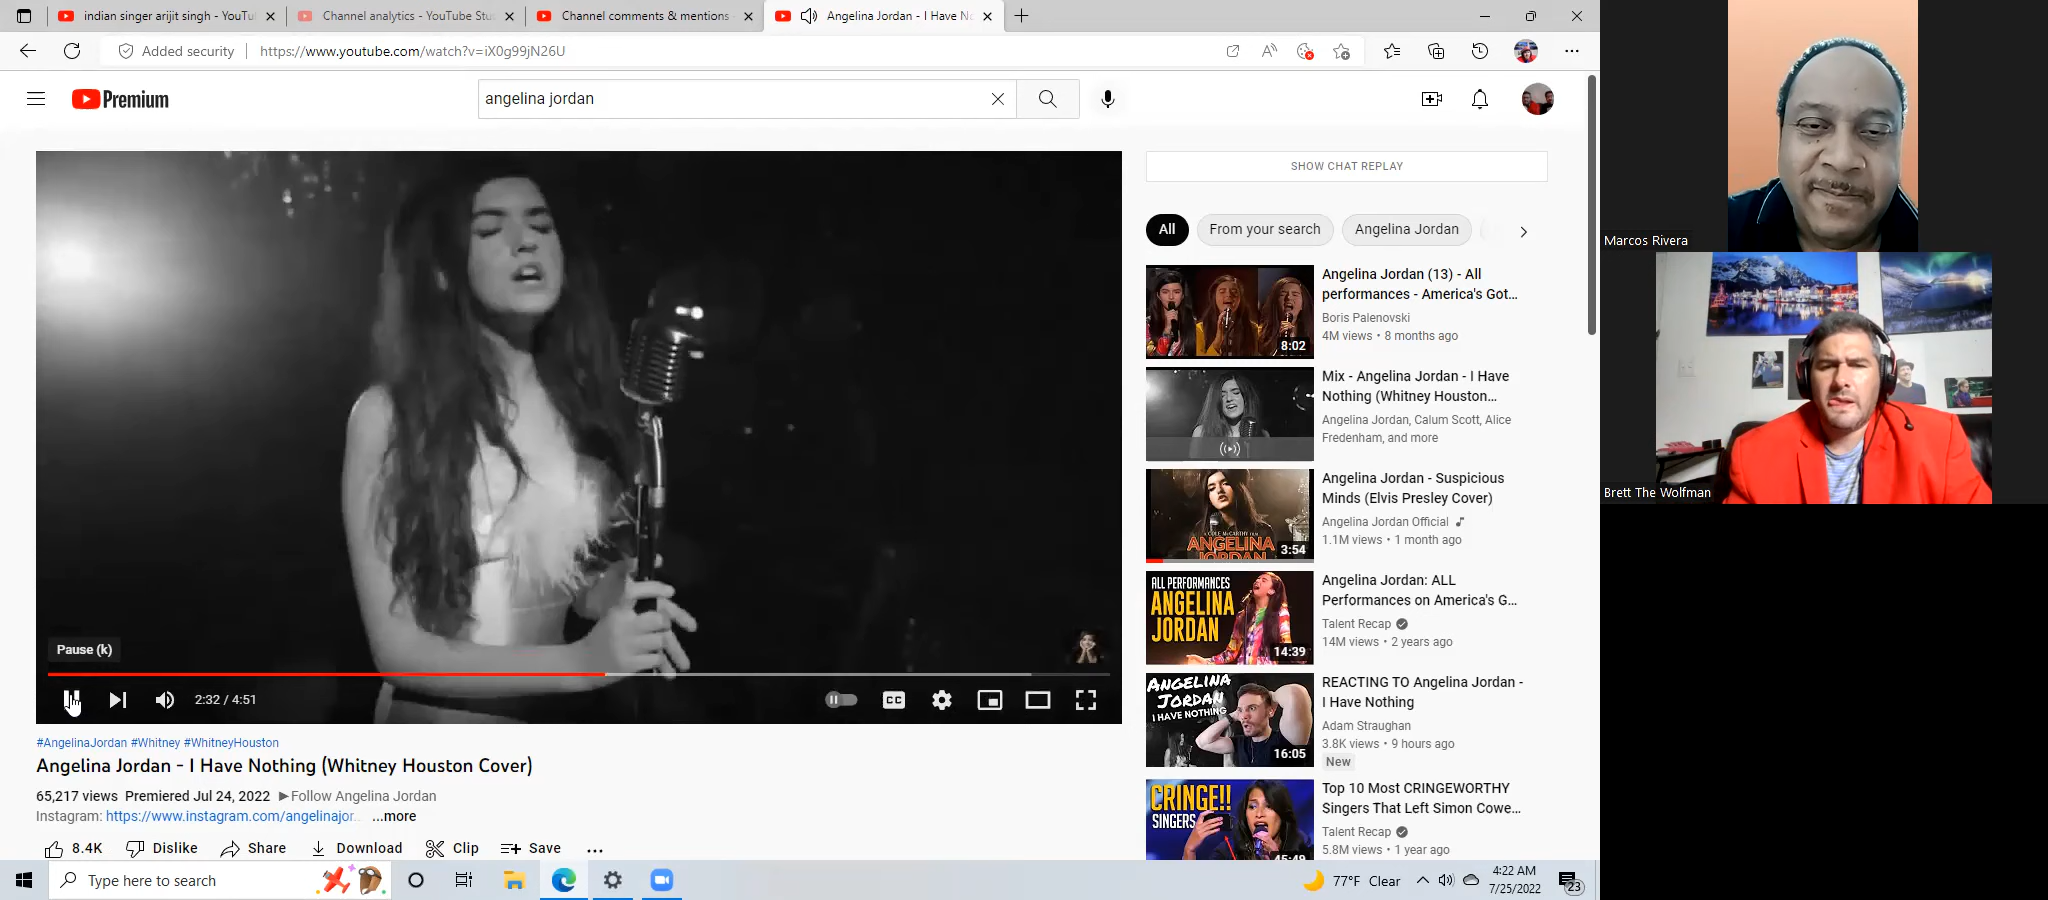 indian singer arijit singh - YouTu
Channel analytics - YouTube Stu
Channel comments & mentions -
Angelina Jordan - I Have No
Added security
https://www.youtube.com/watch?v=iX0g99jN26U
Premium
angelina jordan
SHOW CHAT REPLAY
All
From your search
Angelina Jordan
Angelina Jordan (13) - All
performances - America's Got...
Boris Palenovski
4M views • 8 months ago
8:02
Mix - Angelina Jordan - I Have
Nothing (Whitney Houston...
Angelina Jordan, Calum Scott, Alice
Fredenham, and more
Angelina Jordan - Suspicious
Minds (Elvis Presley Cover)
Angelina Jordan Official
1.1M views • 1 month ago
ANGELINA
JORDAN
3:54
Angelina Jordan: ALL
Performances on America's G...
Talent Recap
14M views • 2 years ago
ALL PERFORMANCES
ANGELINA
JORDAN
14:39
REACTING TO Angelina Jordan -
I Have Nothing
Adam Straughan
3.8K views • 9 hours ago
New
ANGELINA
JORDAN
I HAVE NOTHING
16:05
Top 10 Most CRINGEWORTHY
Singers That Left Simon Cowe...
Talent Recap
5.8M views • 1 year ago
CRINGE!!
SINGERS
45:49
Pause (k)
2:32 / 4:51
CC
#AngelinaJordan #Whitney #WhitneyHouston
Angelina Jordan - I Have Nothing (Whitney Houston Cover)
65,217 views Premiered Jul 24, 2022 ►Follow Angelina Jordan
Instagram: https://www.instagram.com/angelinajor... ...more
8.4K
Dislike
Share
Download
Clip
Save
Type here to search
77°F Clear
4:22 AM
7/25/2022
23
Marcos Rivera
Brett The Wolfman